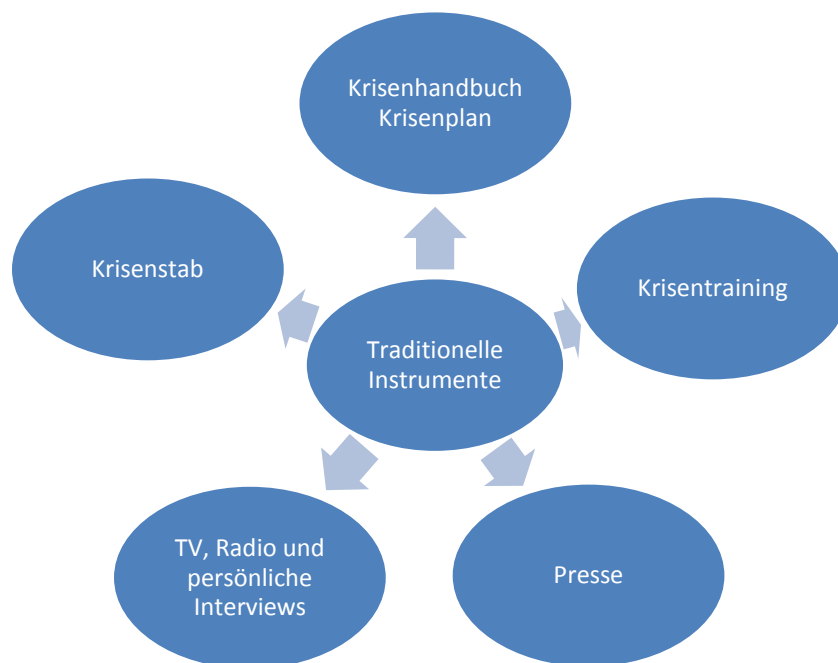 Krisenhandbuch
Krisenplan
Krisenstab
Krisentraining
Traditionelle
Instrumente
TV, Radio und
persönliche
Interviews
Presse